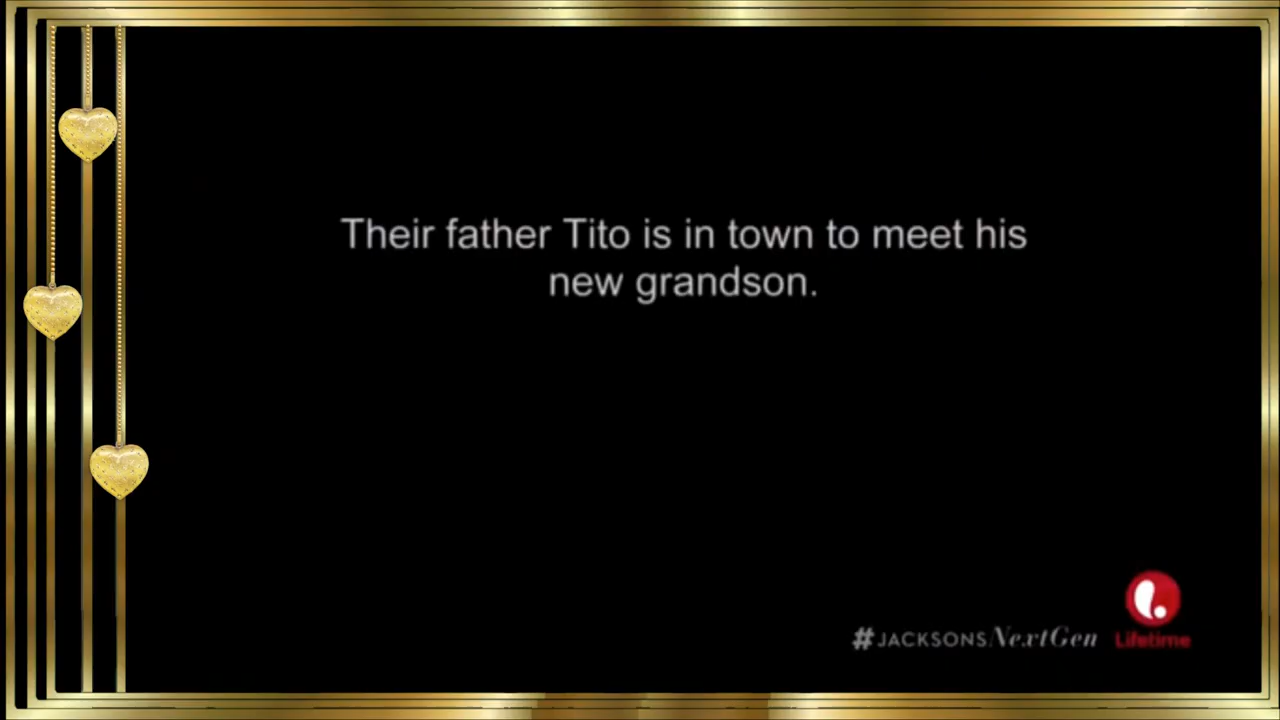 Their father Tito is in town to meet his
new grandson.
#JACKSONSNextGen
Lifetime